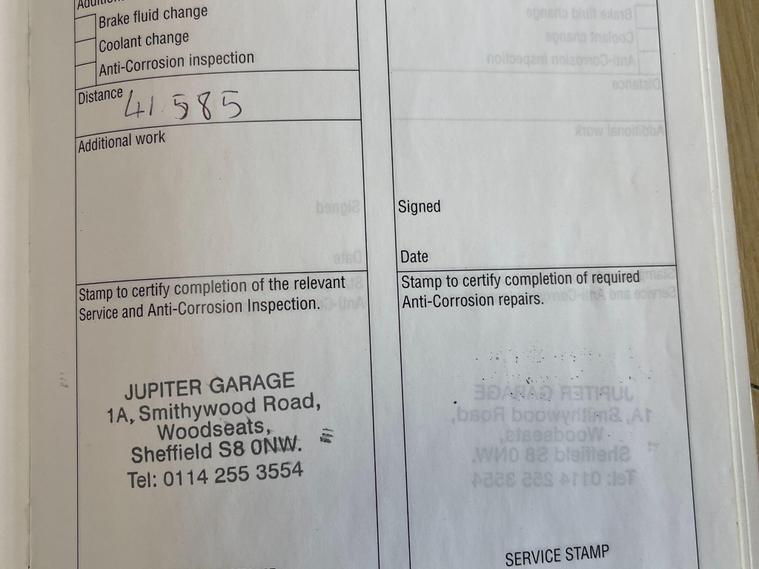 Brake fluid change
Coolant change
Anti-Corrosion inspection
Distance 41 585
Additional work
Stamp to certify completion of the relevant
Service and Anti-Corrosion Inspection.
JUPITER GARAGE
1A, Smithywood Road,
Woodseats,
Sheffield S8 0NW.
Tel: 0114 255 3554
Signed
Date
Stamp to certify completion of required
Anti-Corrosion repairs.
SERVICE STAMP